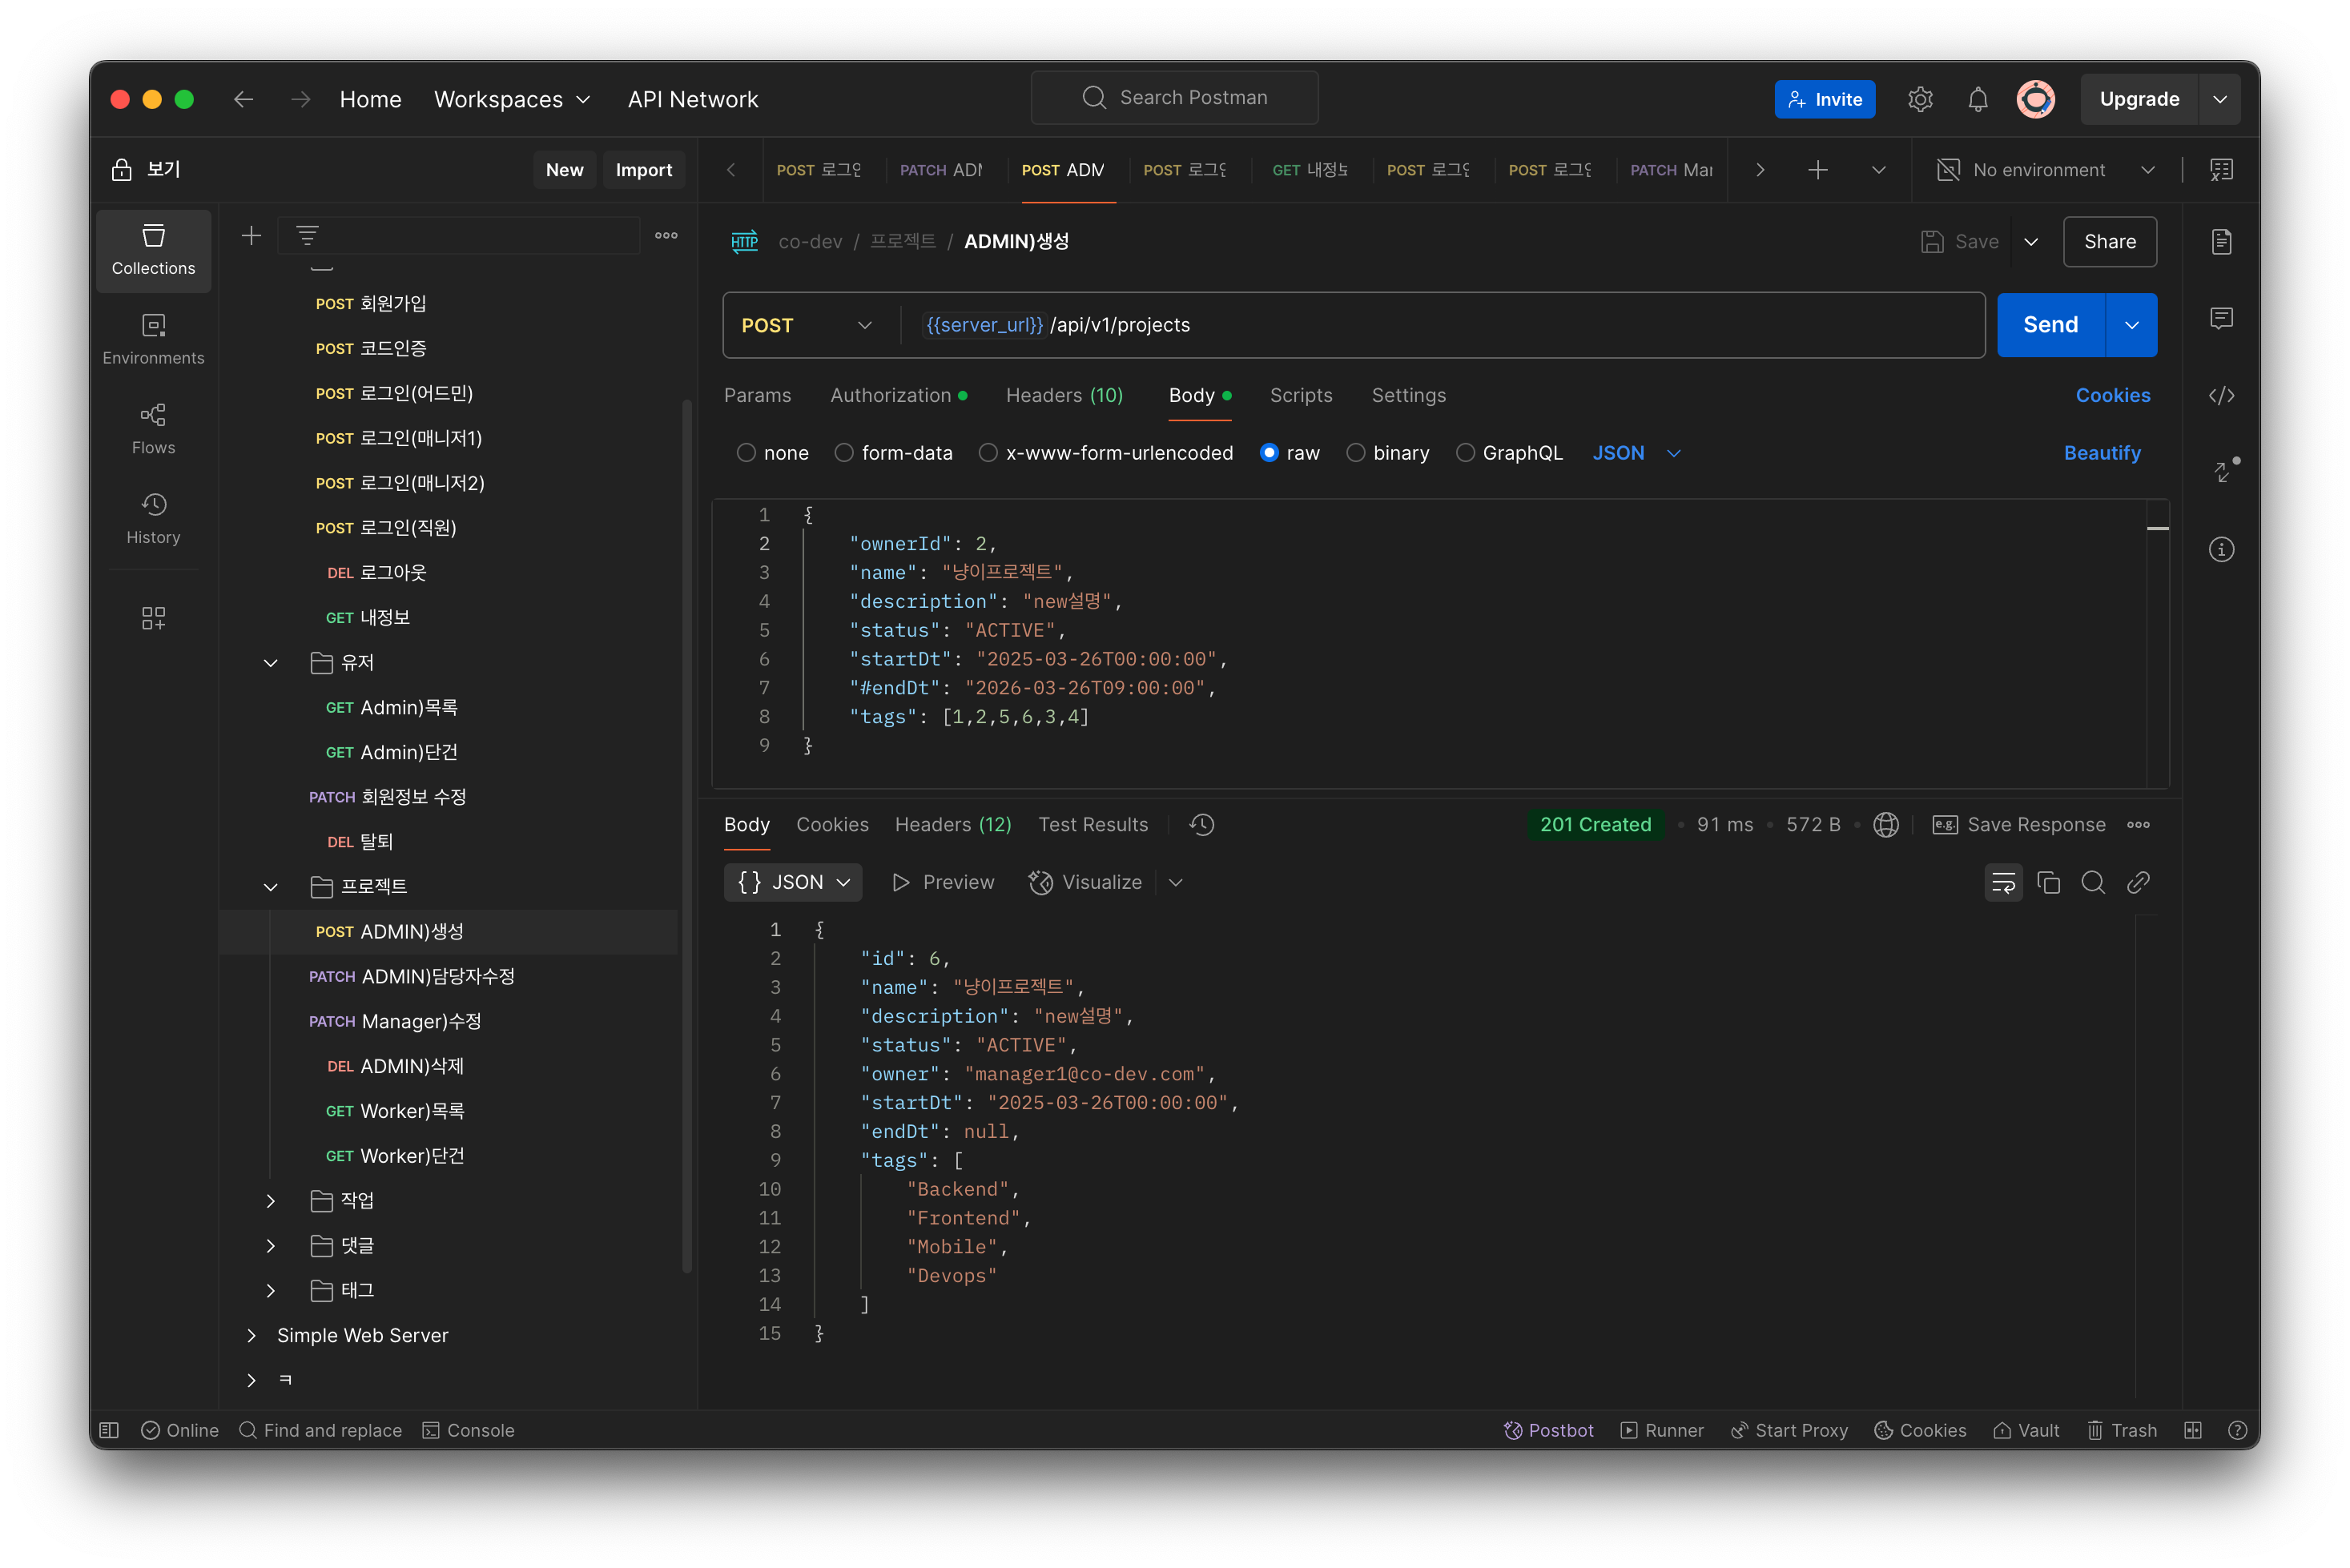 Home Workspaces API Network Search Postman Invite Upgrade
보기 New Import
POST 로그인 PATCH ADM POST ADM POST 로그인 GET 내정보 POST 로그인 POST 로그인 PATCH Mar No environment
Collections
Environments
Flows
History
POST 회원가입
POST 코드인증
POST 로그인(어드민)
POST 로그인(매니저1)
POST 로그인(매니저2)
POST 로그인(직원)
DEL 로그아웃
GET 내정보
유저
GET Admin)목록
GET Admin)단건
PATCH 회원정보 수정
DEL 탈퇴
프로젝트
POST ADMIN)생성
PATCH ADMIN)담당자수정
PATCH Manager)수정
DEL ADMIN)삭제
GET Worker)목록
GET Worker)단건
작업
댓글
태그
Simple Web Server
ㅋ
HTTP co-dev / 프로젝트 / ADMIN)생성 Save Share
POST {{server_url}} /api/v1/projects Send
Params Authorization Headers (10) Body Scripts Settings Cookies
none form-data x-www-form-urlencoded raw binary GraphQL JSON Beautify
1 {
2 "ownerId": 2,
3 "name": "냥이프로젝트",
4 "description": "new설명",
5 "status": "ACTIVE",
6 "startDt": "2025-03-26T00:00:00",
7 "#endDt": "2026-03-26T09:00:00",
8 "tags": [1,2,5,6,3,4]
9 }
Body Cookies Headers (12) Test Results 201 Created • 91 ms • 572 B • e.g. Save Response
{} JSON Preview Visualize
1 {
2 "id": 6,
3 "name": "냥이프로젝트",
4 "description": "new설명",
5 "status": "ACTIVE",
6 "owner": "manager1@co-dev.com",
7 "startDt": "2025-03-26T00:00:00",
8 "endDt": null,
9 "tags": [
10 "Backend",
11 "Frontend",
12 "Mobile",
13 "Devops"
14 ]
15 }
Online Find and replace Console Postbot Runner Start Proxy Cookies Vault Trash